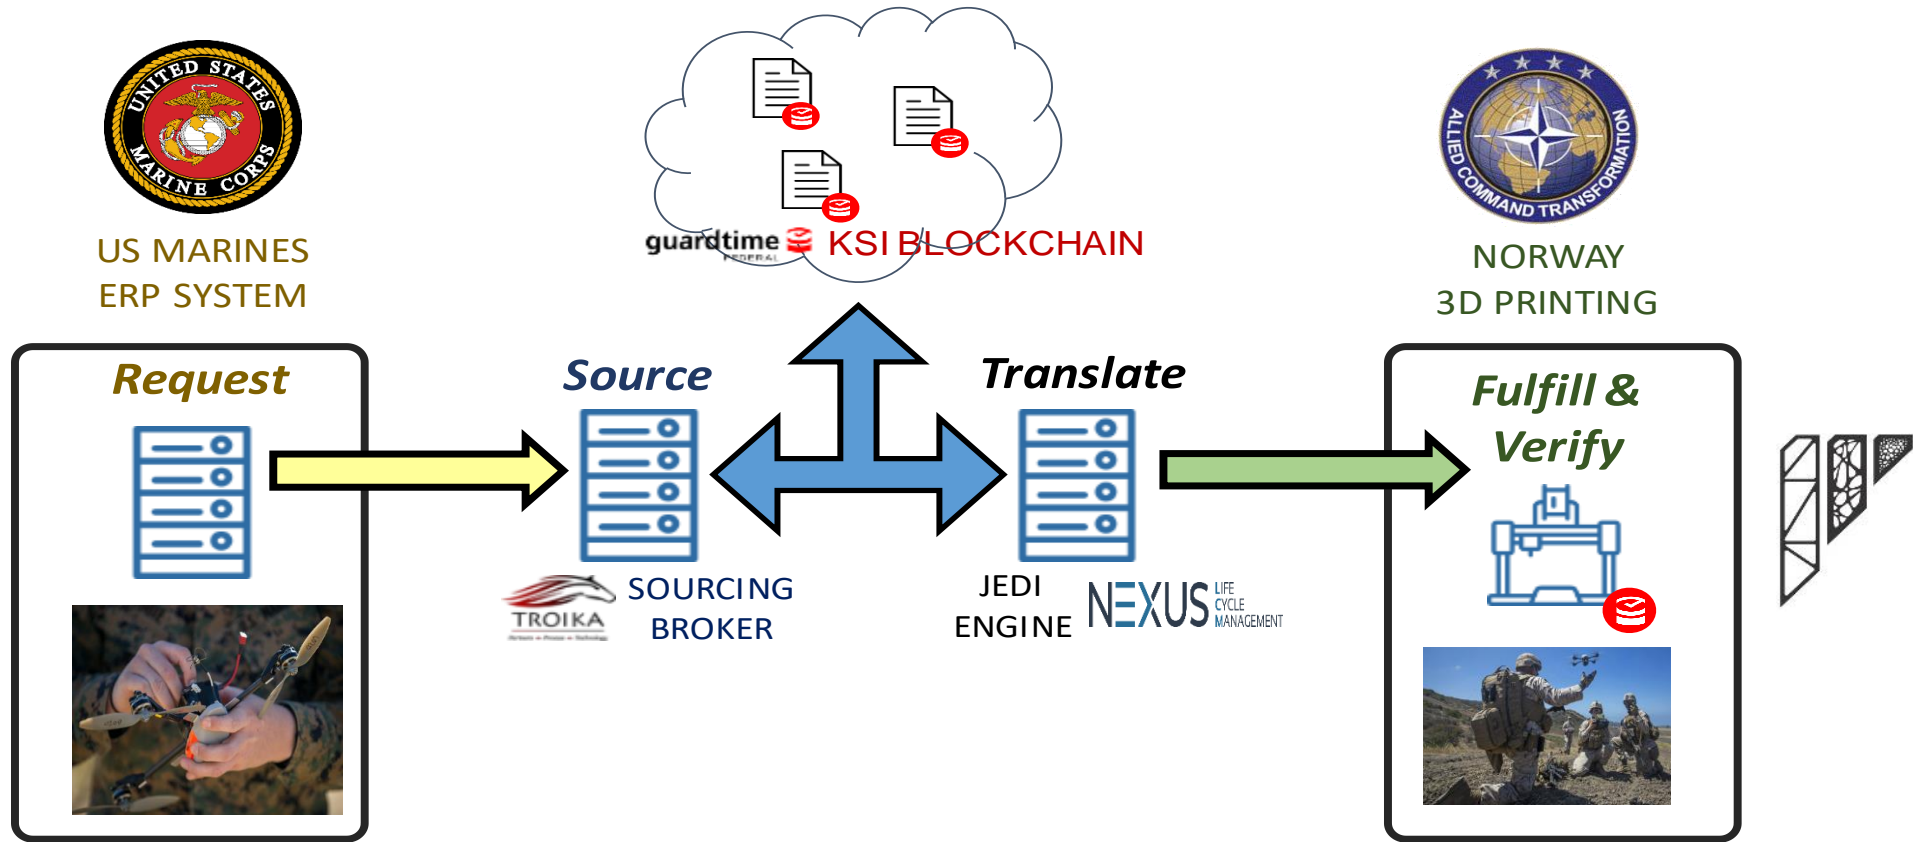 UNITED STATES
MARINE CORPS
US MARINES
ERP SYSTEM
guardtime
FEDERAL
KSI BLOCKCHAIN
ALLIED COMMAND TRANSFORMATION
NORWAY
3D PRINTING
Request
Source
Translate
Fulfill &
Verify
TROIKA
SOURCING
BROKER
JEDI
ENGINE
NEXUS
LIFE
CYCLE
MANAGEMENT